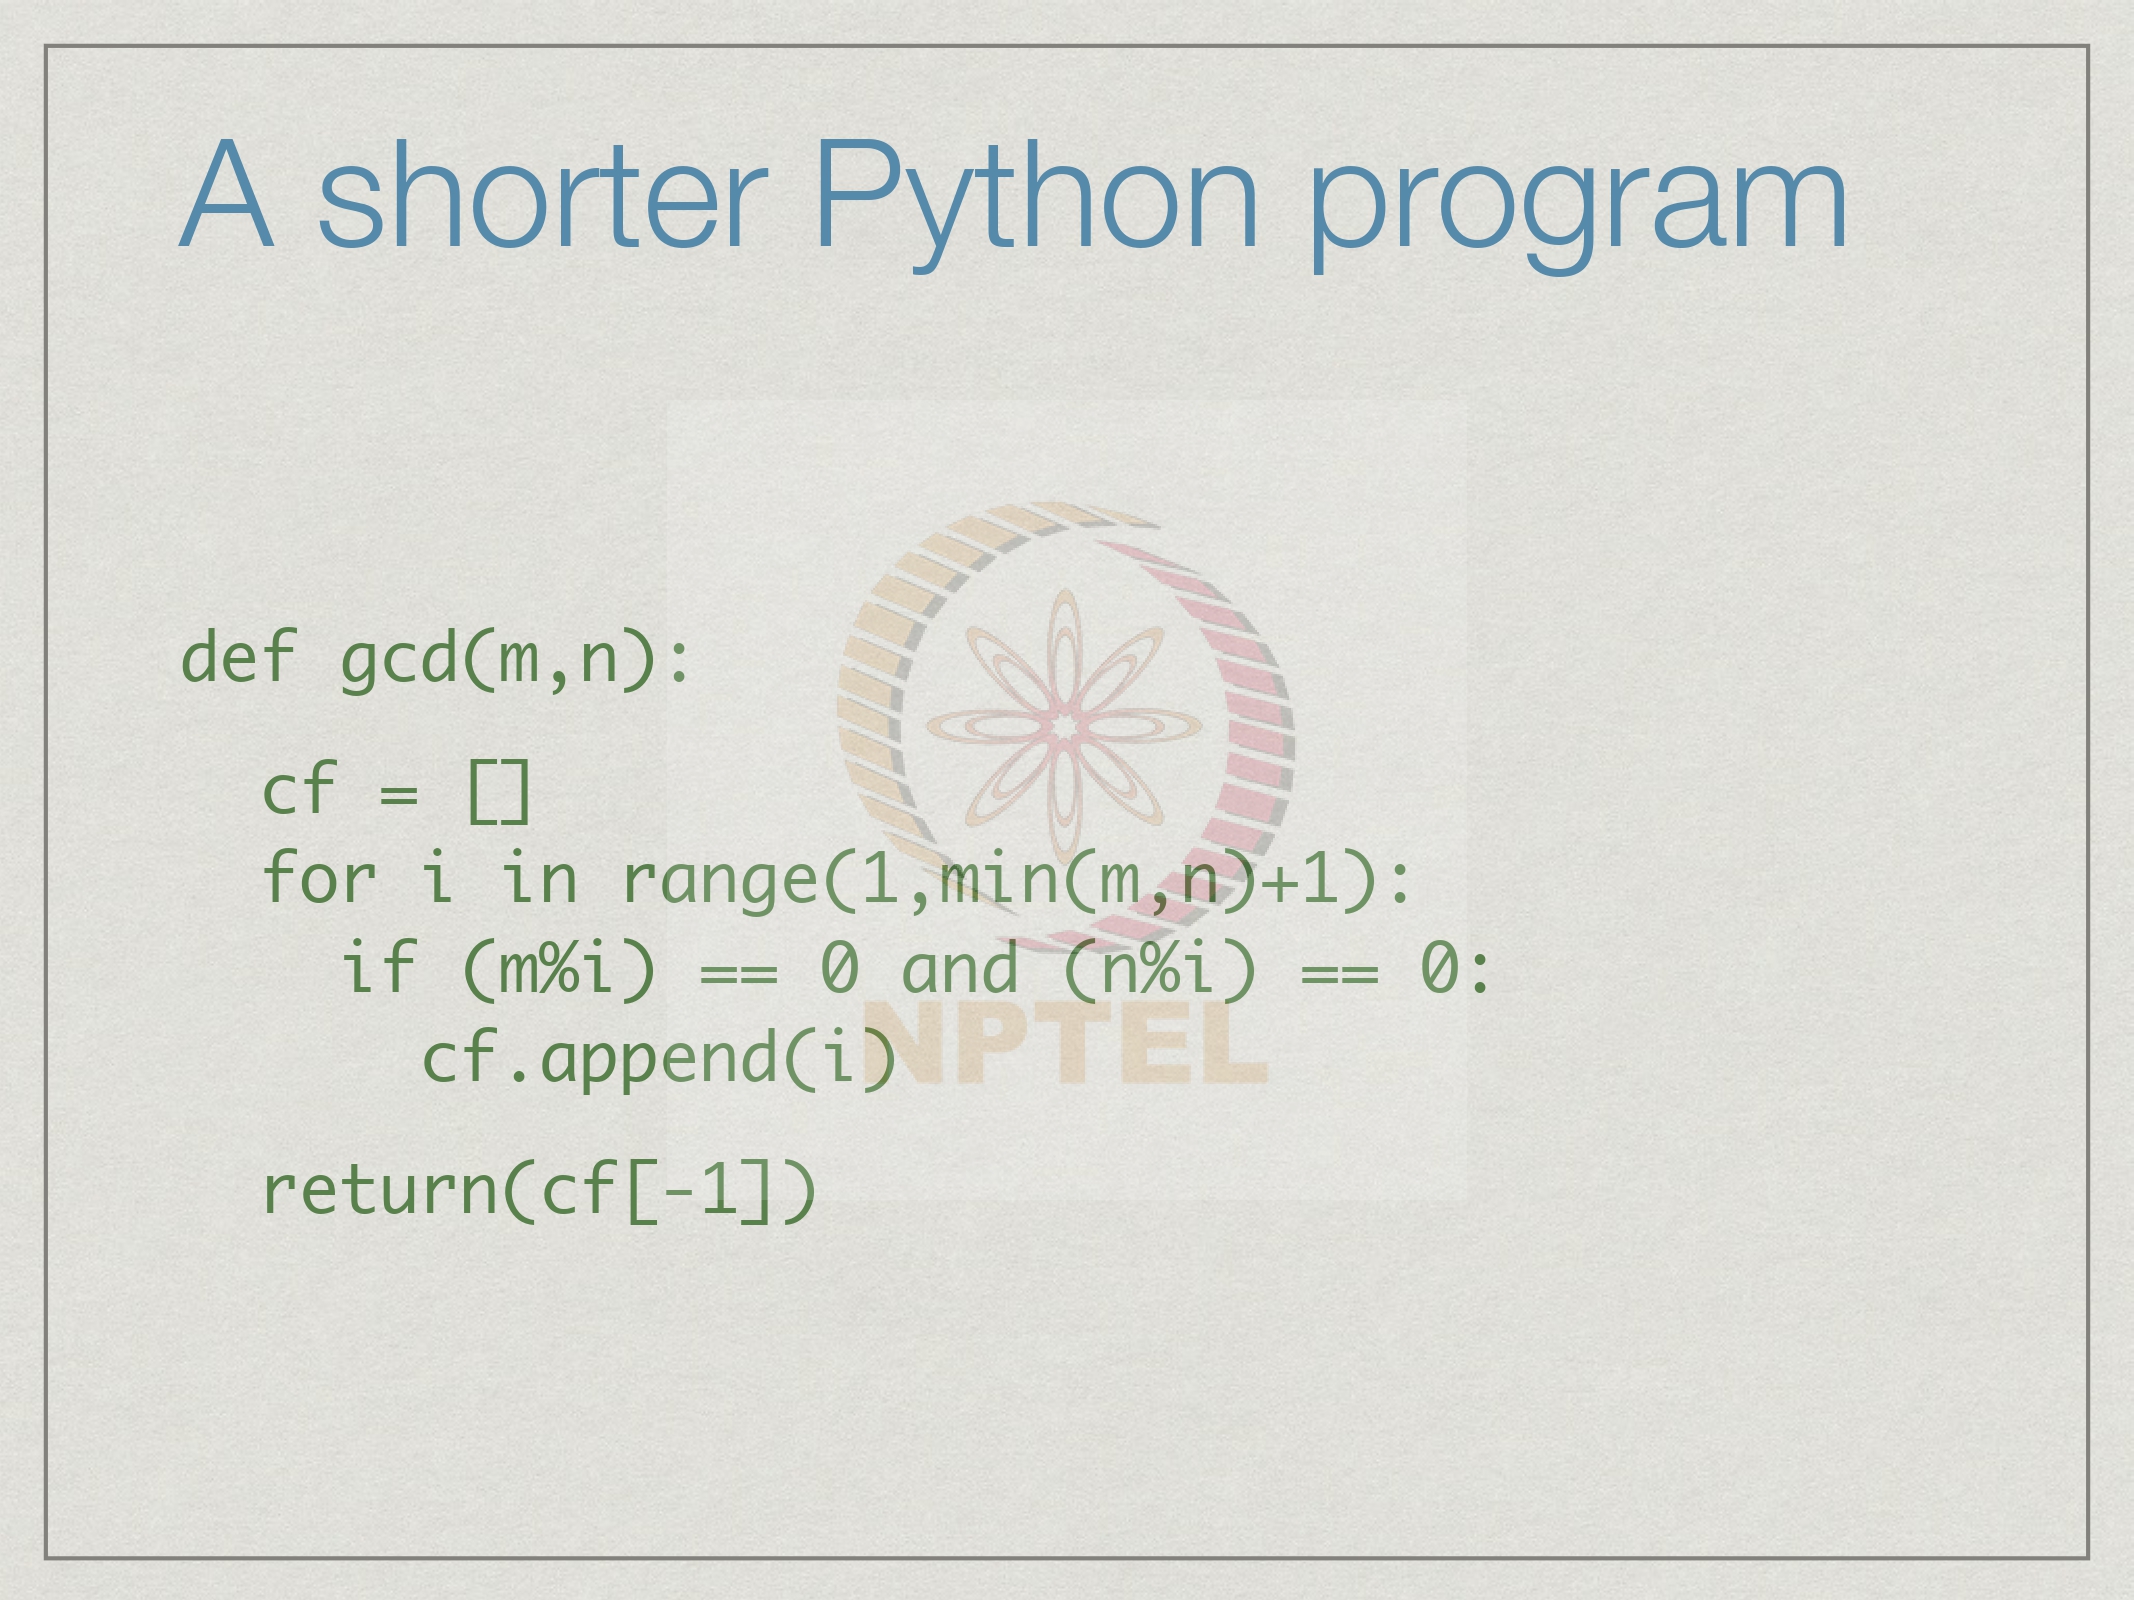 A shorter Python program
def gcd(m,n):
  cf = []
  for i in range(1,min(m,n)+1):
    if (m%i) == 0 and (n%i) == 0:
      cf.append(i)
  return(cf[-1])
NPTEL